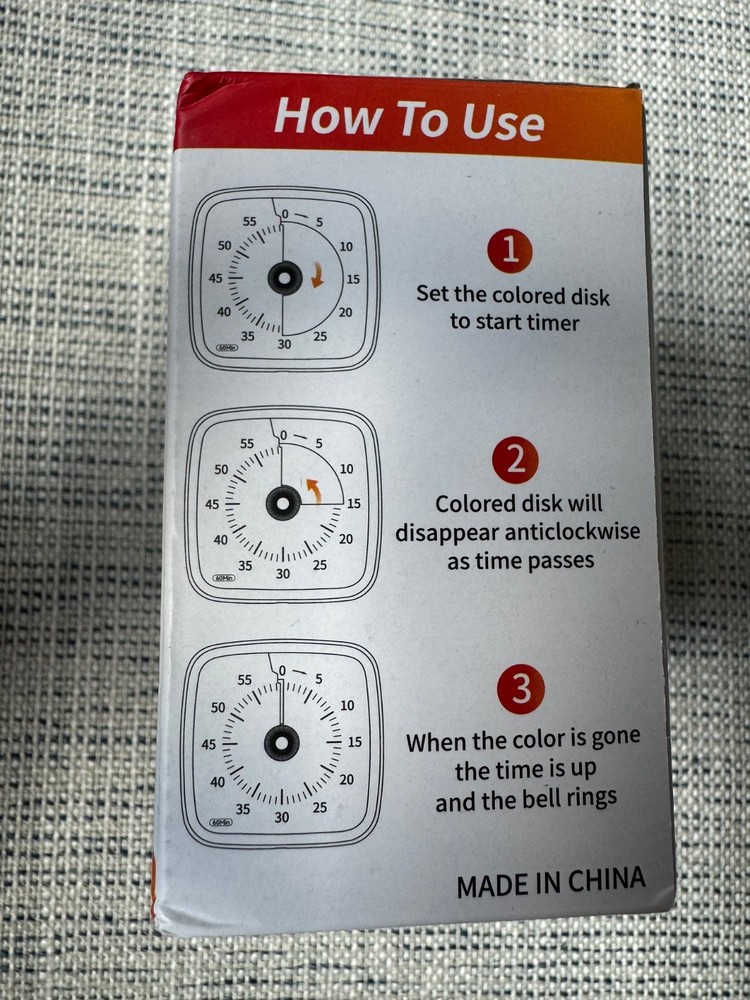 How To Use
0 5 10 15 20 25 30 35 40 45 50 55
60Min
1
Set the colored disk
to start timer
0 5 10 15 20 25 30 35 40 45 50 55
60Min
2
Colored disk will
disappear anticlockwise
as time passes
0 5 10 15 20 25 30 35 40 45 50 55
60Min
3
When the color is gone
the time is up
and the bell rings
MADE IN CHINA